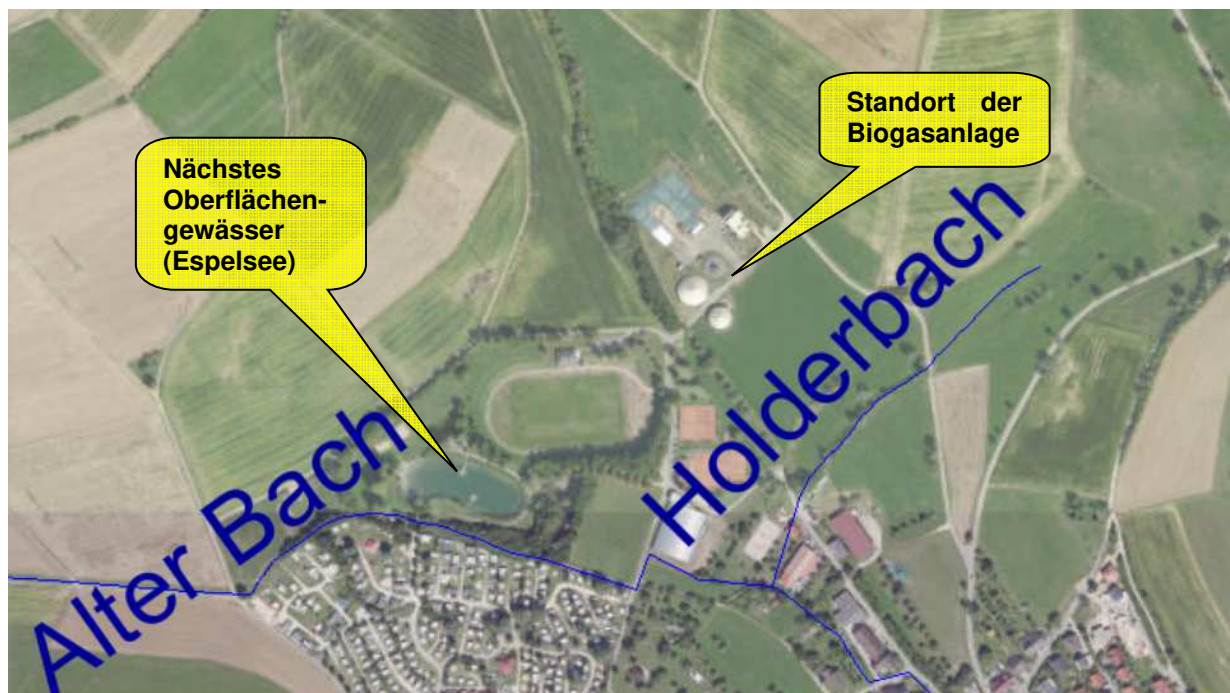 Nächstes
Oberflächen-
gewässer
(Espelsee)
Standort der
Biogasanlage
Alter Bach
Holderbach